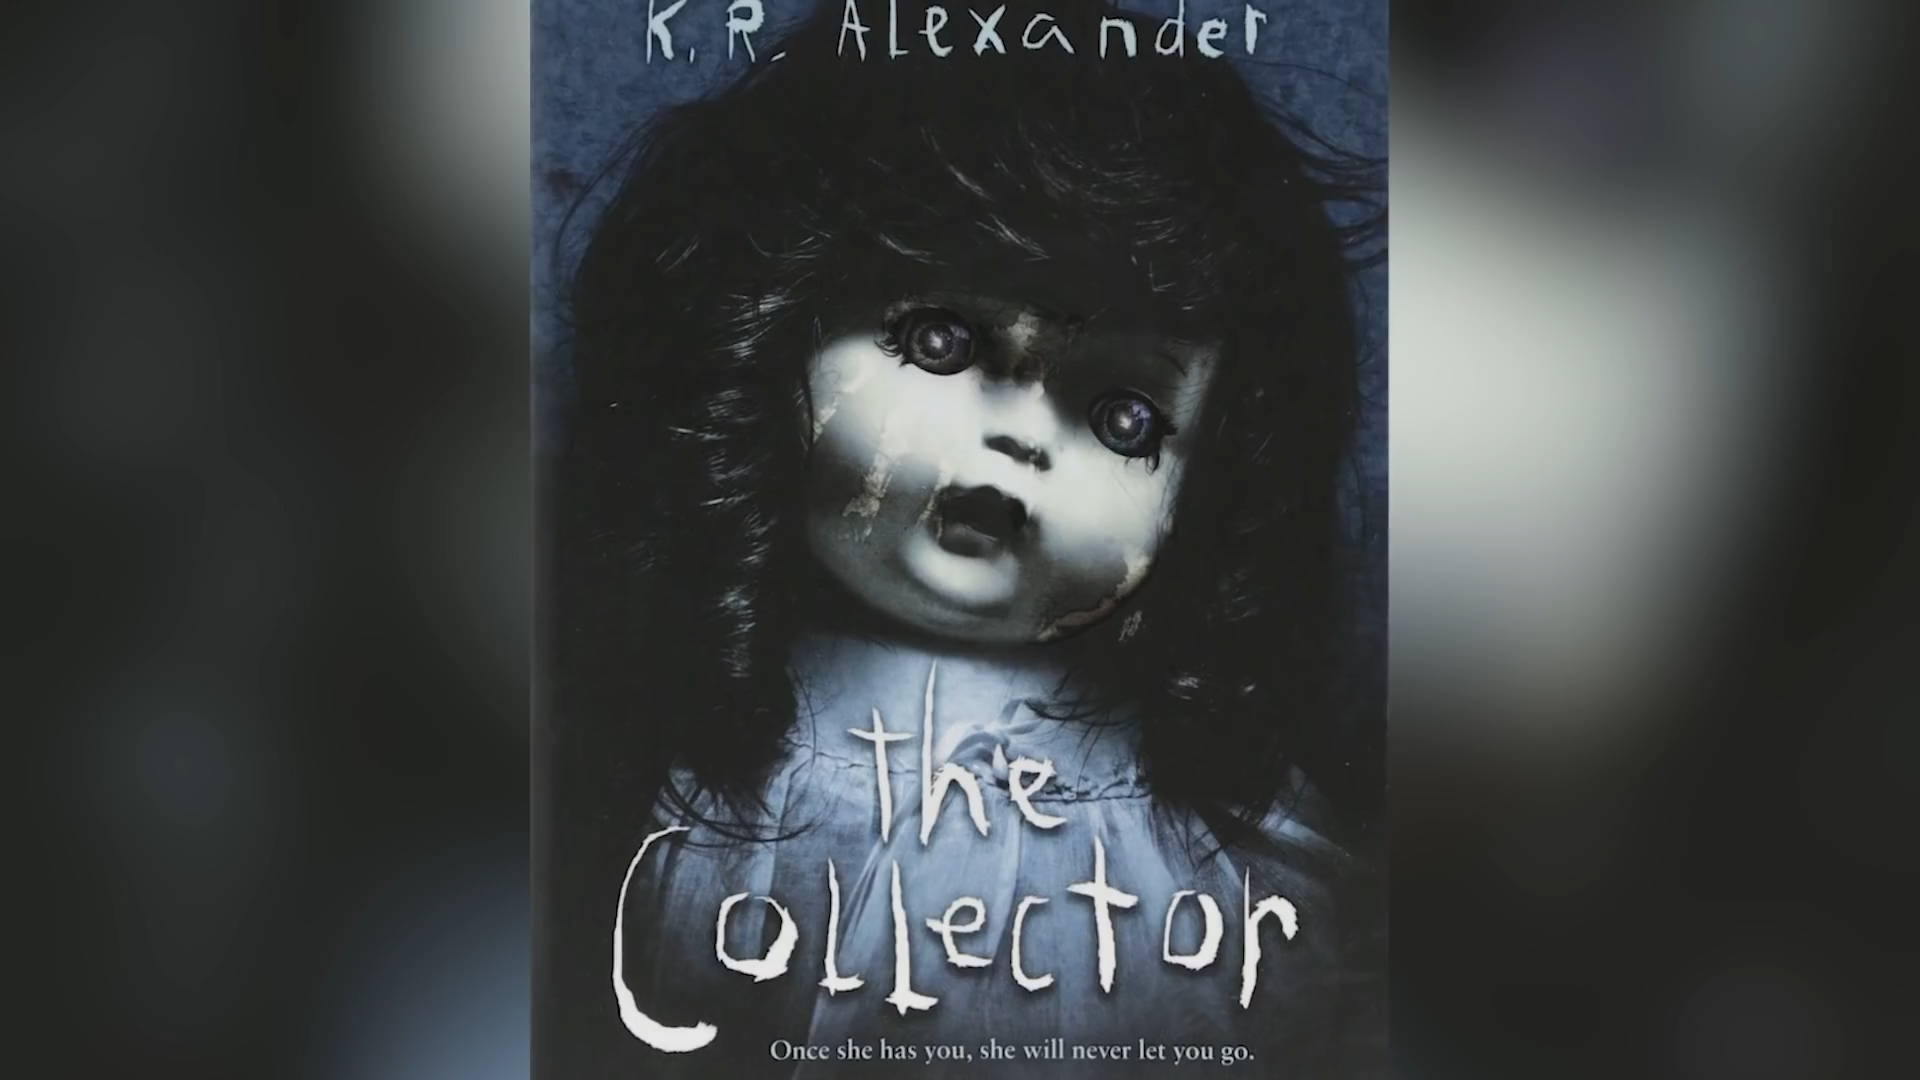 K. R. Alexander
the
Collector
Once she has you, she will never let you go.